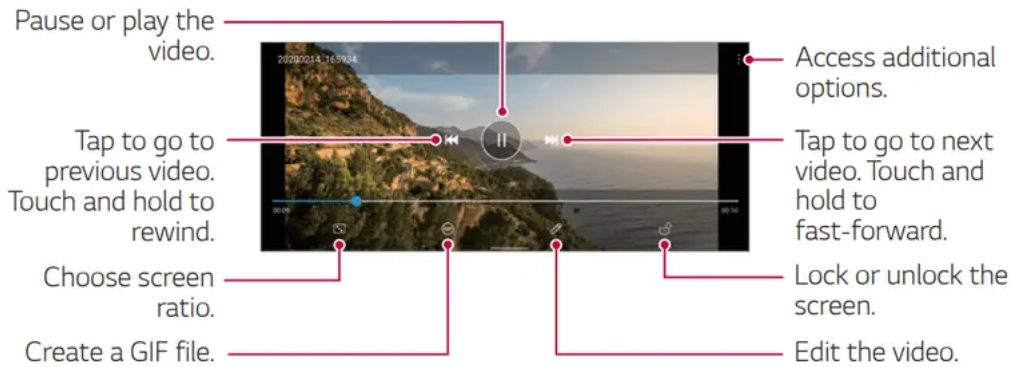 Pause or play the
video.
20200214_165934
Access additional
options.
Tap to go to
previous video.
Touch and hold to
rewind.
Tap to go to next
video. Touch and
hold to
fast-forward.
00:09
00:50
Choose screen
ratio.
Lock or unlock the
screen.
Create a GIF file.
Edit the video.